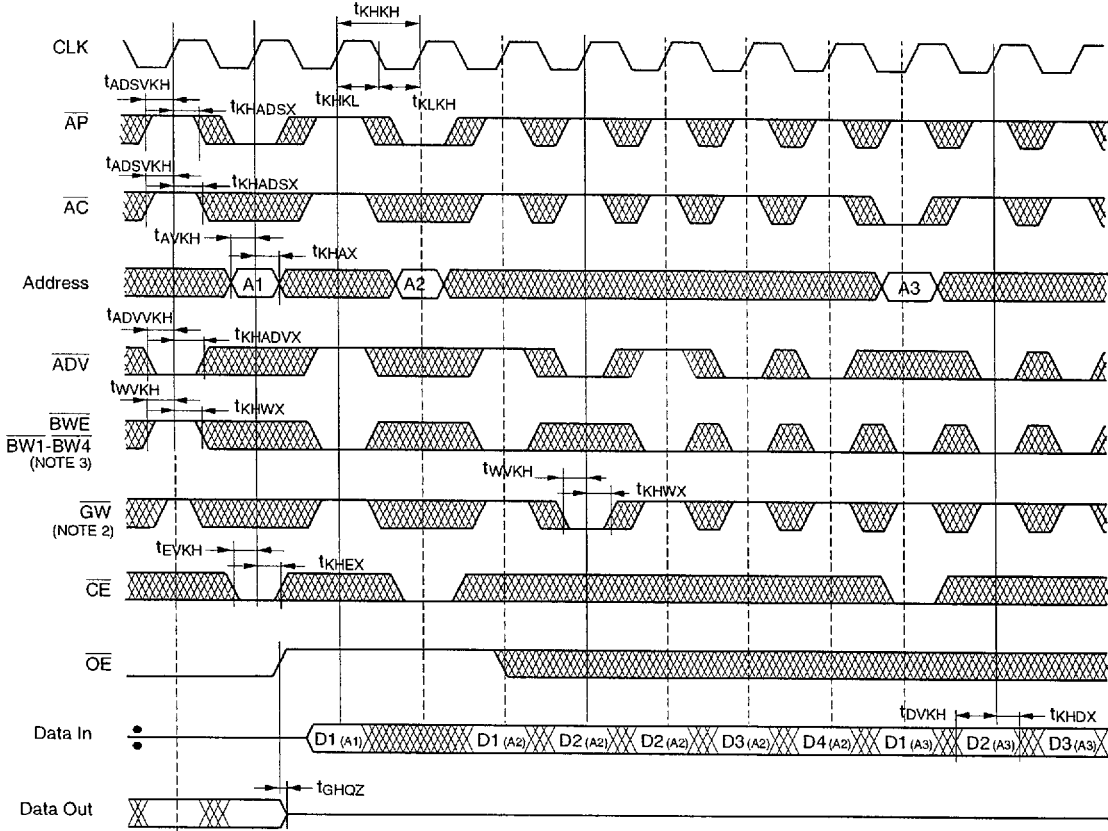 tKHKH
CLK
tADSVKH
tKHADSX
tKHKL
tKLKH
AP
tADSVKH
tKHADSX
AC
tAVKH
tKHAX
Address
A1
A2
A3
tADVVKH
tKHADVX
ADV
tWVKH
tKHWX
BWE
BW1-BW4
(NOTE 3)
tWVKH
tKHWX
GW
(NOTE 2)
tEVKH
tKHEX
CE
OE
tDVKH
tKHDX
Data In
D1 (A1)
D1 (A2)
D2 (A2)
D2 (A2)
D3 (A2)
D4 (A2)
D1 (A3)
D2 (A3)
D3 (A3)
tGHQZ
Data Out